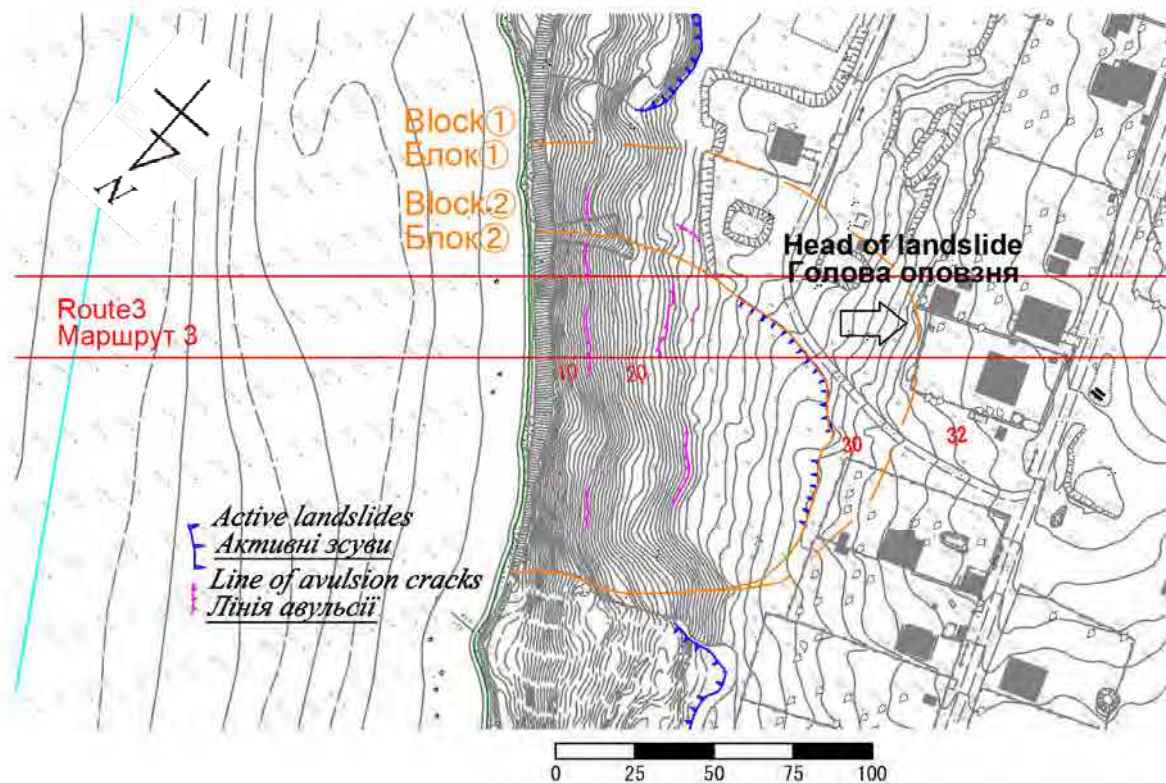 N
Block①
Блок①
Block②
Блок②
Head of landslide
Голова оповзня
Route3
Маршрут 3
10
20
30
32
Active landslides
Активні зсуви
Line of avulsion cracks
Лінія авульсії
0 25 50 75 100